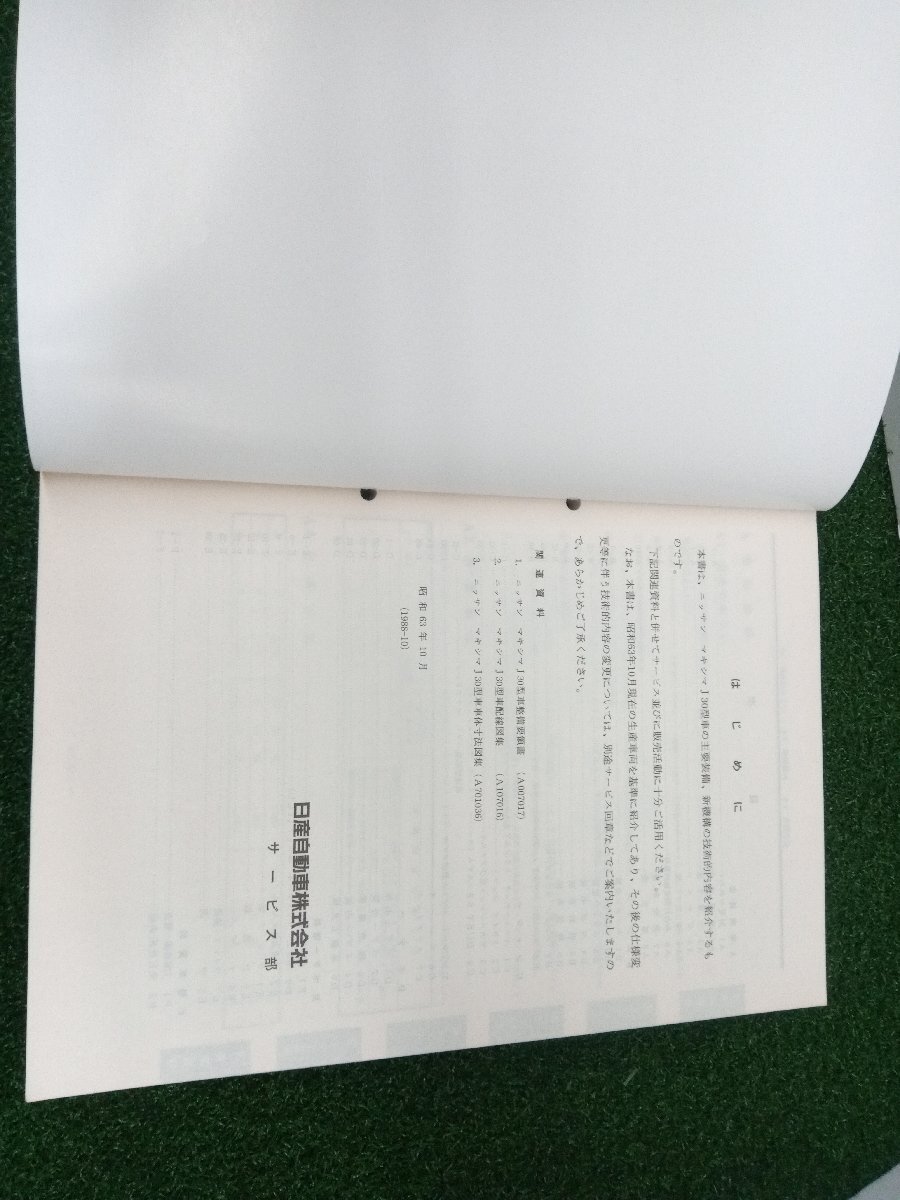 はじめに
本書は、ニッサン マキシマJ30型車の主要装備、新機構の技術的内容を紹介するも
のです。
下記関連資料と併せてサービス並びに販売活動に十分ご活用ください。
なお、本書は、昭和63年10月現在の生産車両を基準に紹介してあり、その後の仕様変
更等に伴う技術的内容の変更については、別途サービス回章などでご案内いたしますの
で、あらかじめご了承ください。
関連資料
1. ニッサン マキシマJ30型車整備要領書 (A007017)
2. ニッサン マキシマJ30型車配線図集 (A107016)
3. ニッサン マキシマJ30型車車体寸法図集 (A701036)
昭和63年10月
(1988-10)
日産自動車株式会社
サービス部